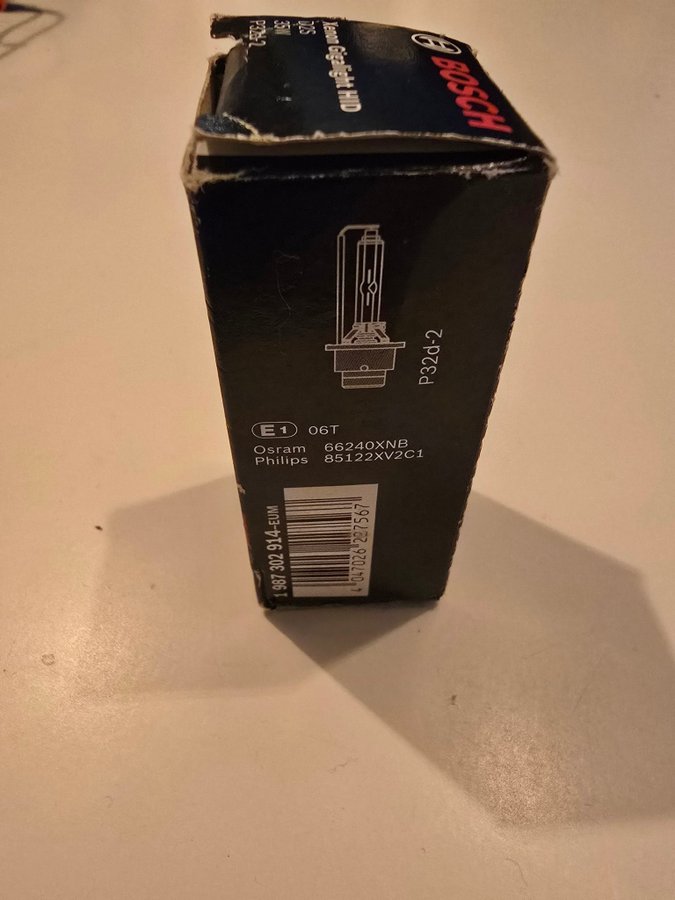 BOSCH
Xenon Gigalight HID
D2S
35W
P32d-2
P32d-2
E1 06T
Osram 66240XNB
Philips 85122XV2C1
1 987 302 914-EUM
4 047026 227567